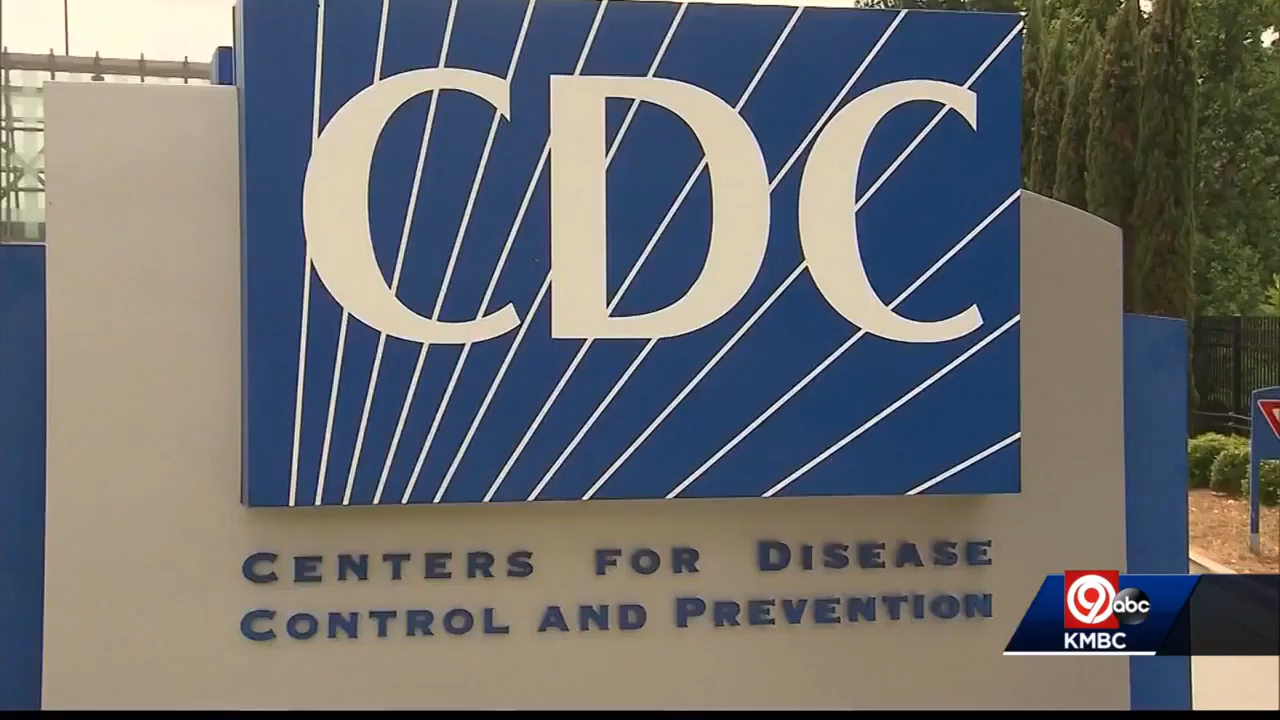 CDC
CENTERS FOR DISEASE
CONTROL AND PREVENTION
9 abc
KMBC